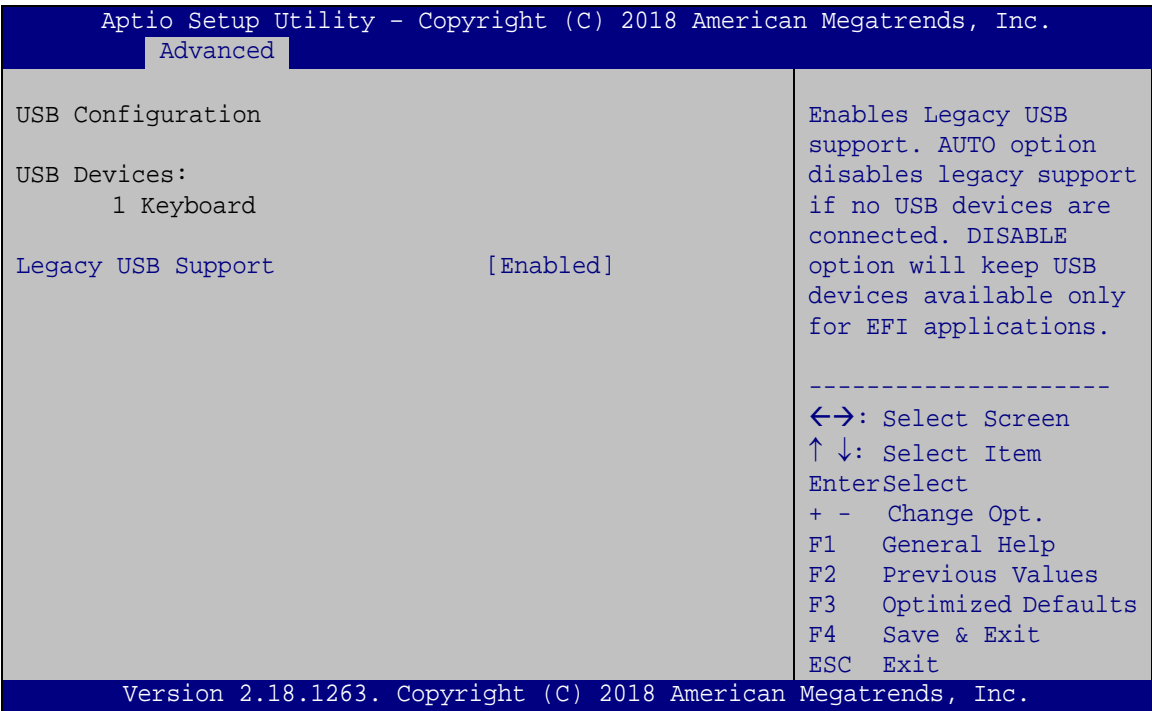 Aptio Setup Utility – Copyright (C) 2018 American Megatrends, Inc.
Advanced
USB Configuration
USB Devices:
1 Keyboard
Legacy USB Support [Enabled]
Enables Legacy USB
support. AUTO option
disables legacy support
if no USB devices are
connected. DISABLE
option will keep USB
devices available only
for EFI applications.
---------------------
←→: Select Screen
↑ ↓: Select Item
EnterSelect
+ - Change Opt.
F1 General Help
F2 Previous Values
F3 Optimized Defaults
F4 Save & Exit
ESC Exit
Version 2.18.1263. Copyright (C) 2018 American Megatrends, Inc.